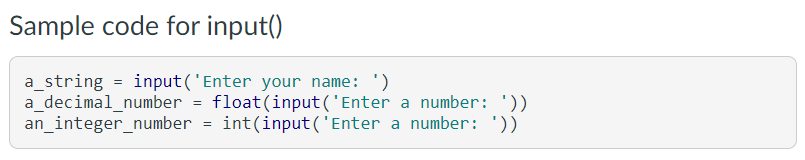 Sample code for input()
a_string = input('Enter your name: ')
a_decimal_number = float(input('Enter a number: '))
an_integer_number = int(input('Enter a number: '))